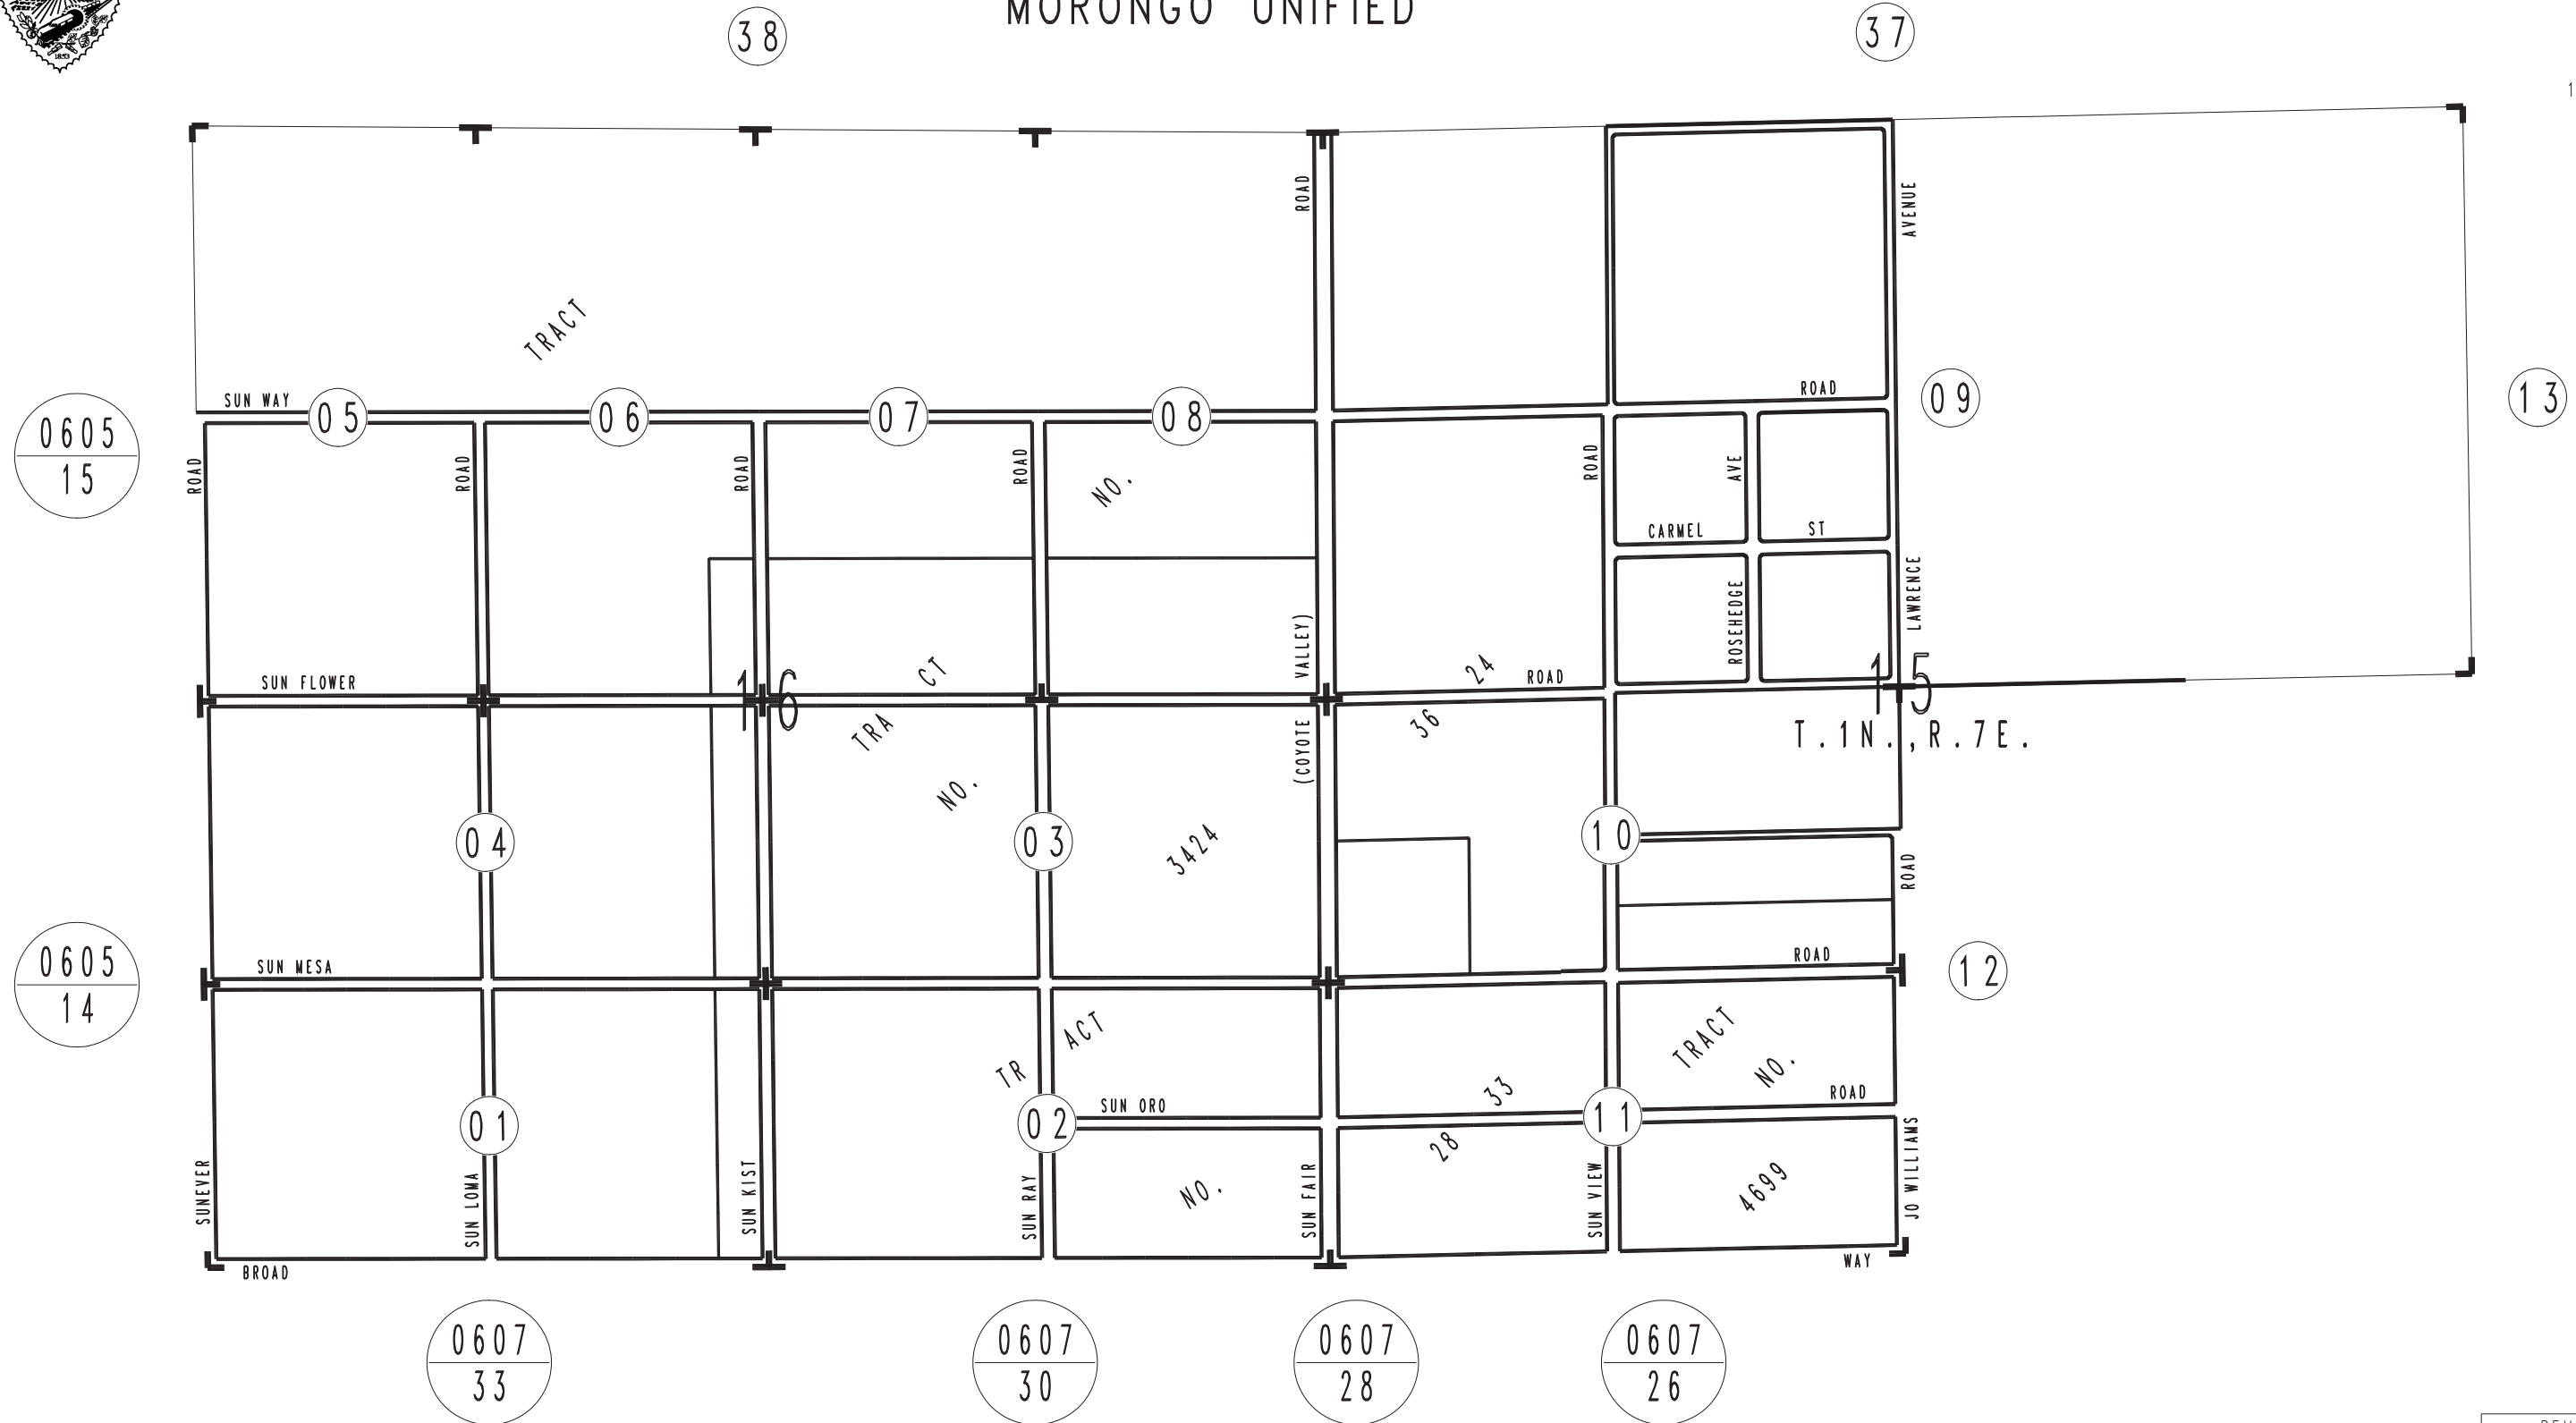 MORONGO UNIFIED
38
37
1
ROAD
AVENUE
TRACT
SUN WAY
05
06
07
08
ROAD
09
13
0605
15
ROAD
ROAD
ROAD
ROAD
NO.
ROAD
AVE
CARMEL
ST
ROSEHEDGE
LAWRENCE
(COYOTE VALLEY)
SUN FLOWER
16
TRACT
24
ROAD
15
T.1N.,R.7E.
36
NO.
04
03
3424
10
ROAD
0605
14
SUN MESA
ROAD
12
TRACT
TRACT
NO.
33
SUN ORO
ROAD
01
02
11
28
NO.
4699
SUNEVER
SUN LOMA
SUN KIST
SUN RAY
SUN FAIR
SUN VIEW
JO WILLIAMS
BROAD
WAY
0607
33
0607
30
0607
28
0607
26